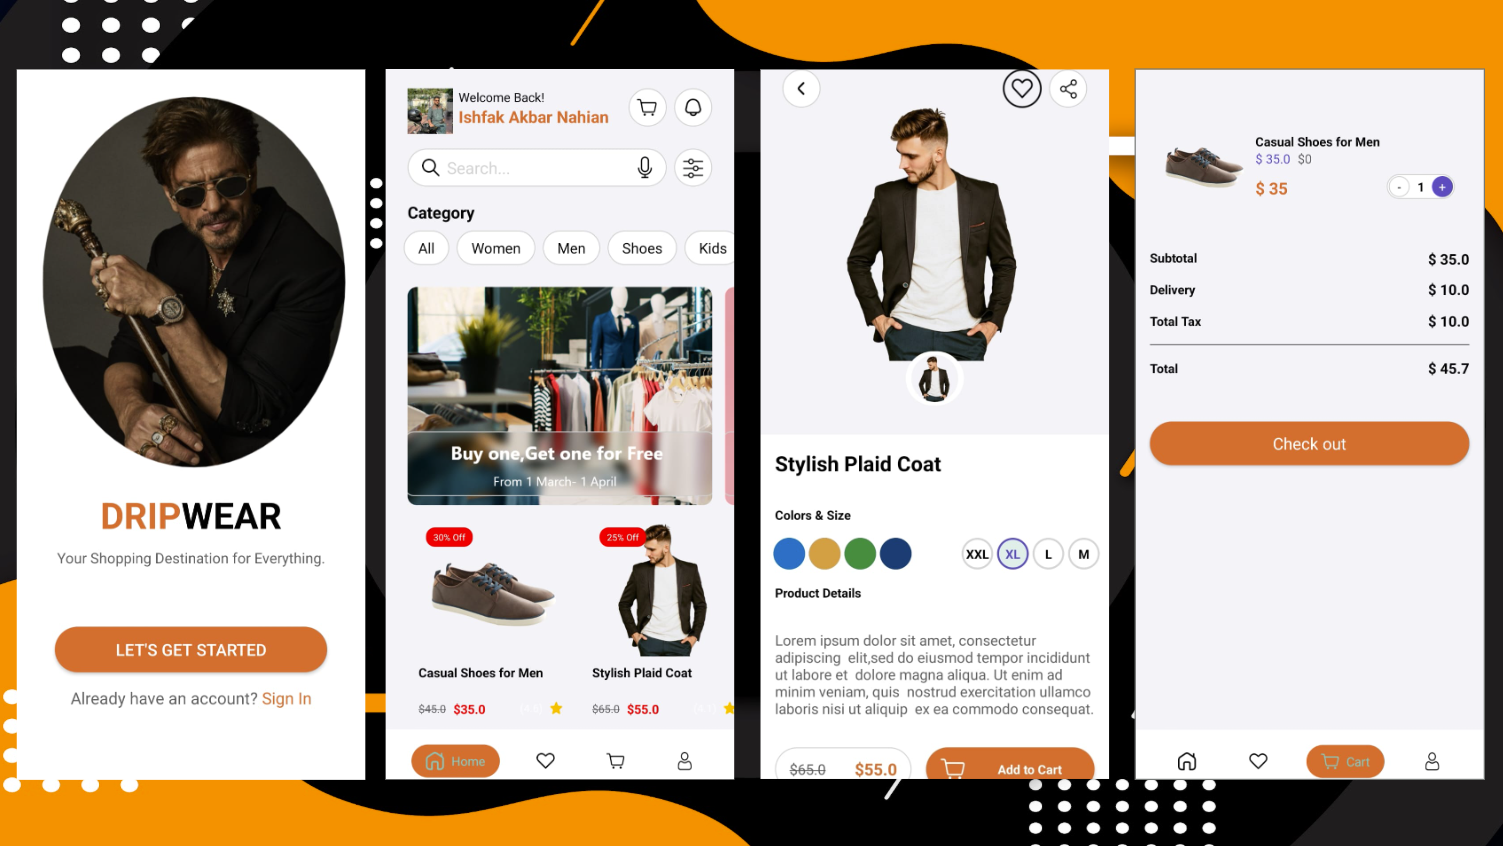 DRIPWEAR
Your Shopping Destination for Everything.
LET'S GET STARTED
Already have an account? Sign In
Welcome Back!
Ishfak Akbar Nahian
Search...
Category
All
Women
Men
Shoes
Kids
Buy one,Get one for Free
From 1 March- 1 April
30% Off
25% Off
Casual Shoes for Men
Stylish Plaid Coat
$45.0 $35.0
$65.0 $55.0
Home
Stylish Plaid Coat
Colors & Size
XXL
XL
L
M
Product Details
Lorem ipsum dolor sit amet, consectetur
adipiscing elit,sed do eiusmod tempor incididunt
ut labore et dolore magna aliqua. Ut enim ad
minim veniam, quis nostrud exercitation ullamco
laboris nisi ut aliquip ex ea commodo consequat.
$65.0 $55.0
Add to Cart
Casual Shoes for Men
$ 35.0 $0
$ 35
- 1 +
Subtotal $ 35.0
Delivery $ 10.0
Total Tax $ 10.0
Total $ 45.7
Check out
Cart